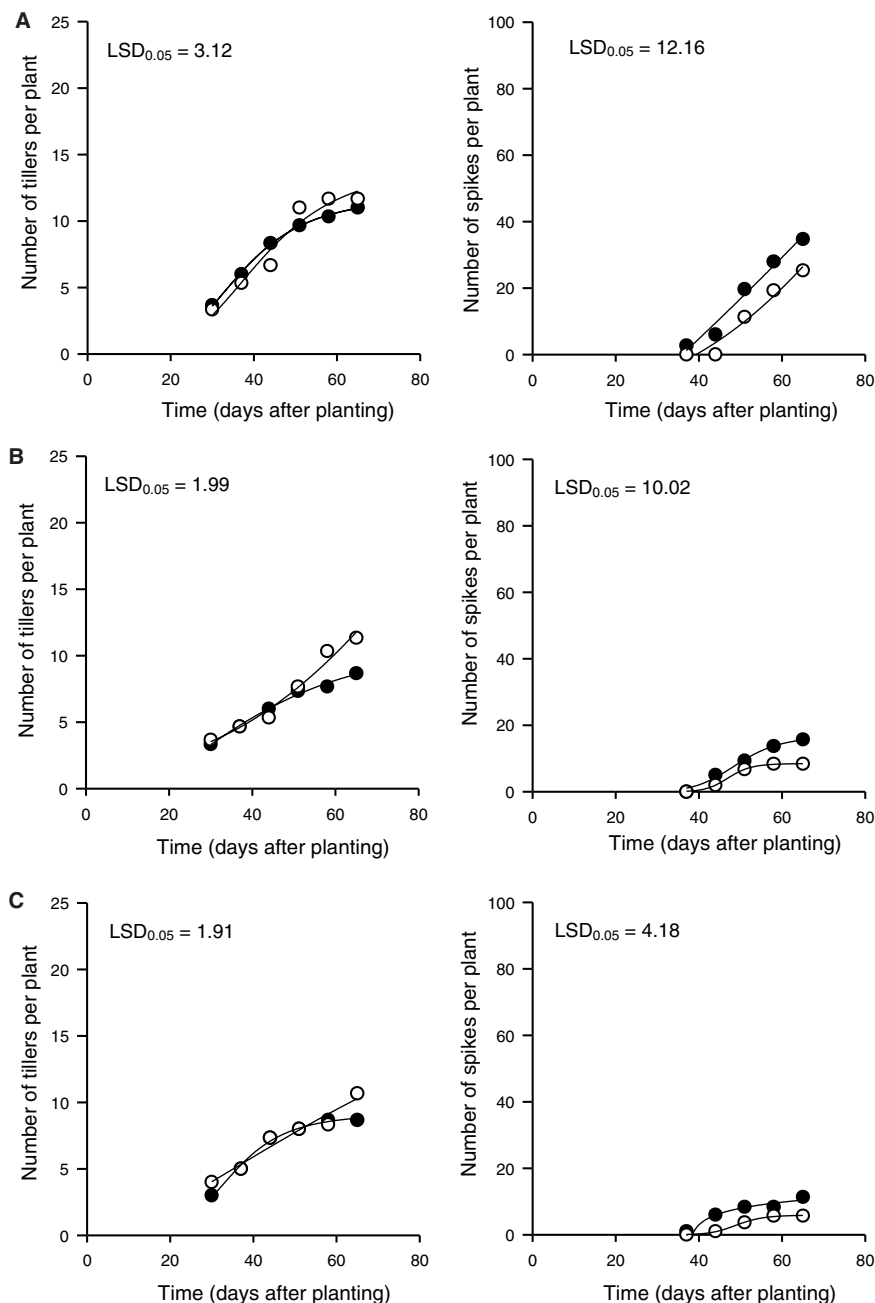 A
LSD0.05 = 3.12
Number of tillers per plant
25
20
15
10
5
0
0 20 40 60 80
Time (days after planting)
LSD0.05 = 12.16
Number of spikes per plant
100
80
60
40
20
0
0 20 40 60 80
Time (days after planting)
B
LSD0.05 = 1.99
Number of tillers per plant
25
20
15
10
5
0
0 20 40 60 80
Time (days after planting)
LSD0.05 = 10.02
Number of spikes per plant
100
80
60
40
20
0
0 20 40 60 80
Time (days after planting)
C
LSD0.05 = 1.91
Number of tillers per plant
25
20
15
10
5
0
0 20 40 60 80
Time (days after planting)
LSD0.05 = 4.18
Number of spikes per plant
100
80
60
40
20
0
0 20 40 60 80
Time (days after planting)